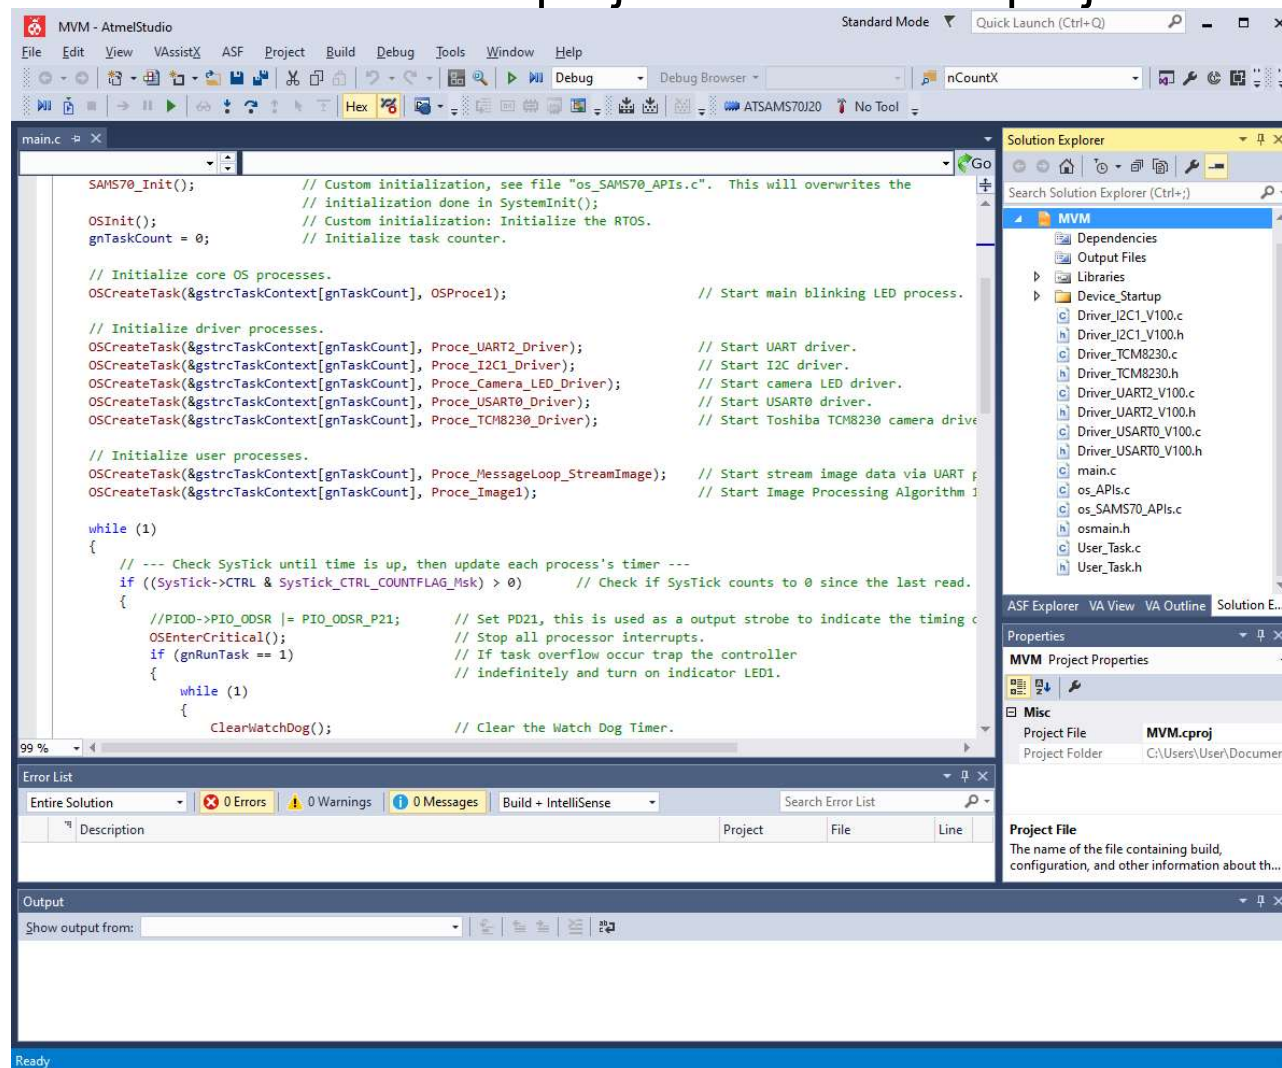 MVM - AtmelStudio
Standard Mode
Quick Launch (Ctrl+Q)
File Edit View VAssistX ASF Project Build Debug Tools Window Help
Debug
Debug Browser
nCountX
Hex
ATSAMS70J20
No Tool
main.c
Go
SAMS70_Init(); // Custom initialization, see file "os_SAMS70_APIs.c". This will overwrites the
// initialization done in SystemInit();
OSInit(); // Custom initialization: Initialize the RTOS.
gnTaskCount = 0; // Initialize task counter.
// Initialize core OS processes.
OSCreateTask(&gstrcTaskContext[gnTaskCount], OSProce1); // Start main blinking LED process.
// Initialize driver processes.
OSCreateTask(&gstrcTaskContext[gnTaskCount], Proce_UART2_Driver); // Start UART driver.
OSCreateTask(&gstrcTaskContext[gnTaskCount], Proce_I2C1_Driver); // Start I2C driver.
OSCreateTask(&gstrcTaskContext[gnTaskCount], Proce_Camera_LED_Driver); // Start camera LED driver.
OSCreateTask(&gstrcTaskContext[gnTaskCount], Proce_USART0_Driver); // Start USART0 driver.
OSCreateTask(&gstrcTaskContext[gnTaskCount], Proce_TCM8230_Driver); // Start Toshiba TCM8230 camera drive
// Initialize user processes.
OSCreateTask(&gstrcTaskContext[gnTaskCount], Proce_MessageLoop_StreamImage); // Start stream image data via UART
OSCreateTask(&gstrcTaskContext[gnTaskCount], Proce_Image1); // Start Image Processing Algorithm 1
while (1)
{
// --- Check SysTick until time is up, then update each process's timer ---
if ((SysTick->CTRL & SysTick_CTRL_COUNTFLAG_Msk) > 0) // Check if SysTick counts to 0 since the last read.
{
//PIOD->PIO_ODSR |= PIO_ODSR_P21; // Set PD21, this is used as a output strobe to indicate the timing
OSEnterCritical(); // Stop all processor interrupts.
if (gnRunTask == 1) // If task overflow occur trap the controller
{ // indefinitely and turn on indicator LED1.
while (1)
{
ClearWatchDog(); // Clear the Watch Dog Timer.
99 %
Solution Explorer
Search Solution Explorer (Ctrl+;)
MVM
Dependencies
Output Files
Libraries
Device_Startup
Driver_I2C1_V100.c
Driver_I2C1_V100.h
Driver_TCM8230.c
Driver_TCM8230.h
Driver_UART2_V100.c
Driver_UART2_V100.h
Driver_USART0_V100.c
Driver_USART0_V100.h
main.c
os_APIs.c
os_SAMS70_APIs.c
osmain.h
User_Task.c
User_Task.h
ASF Explorer VA View VA Outline Solution E...
Properties
MVM Project Properties
Misc
Project File MVM.cproj
Project Folder C:\Users\User\Documen
Project File
The name of the file containing build,
configuration, and other information about th...
Error List
Entire Solution
0 Errors
0 Warnings
0 Messages
Build + IntelliSense
Search Error List
Description Project File Line
Output
Show output from:
Ready